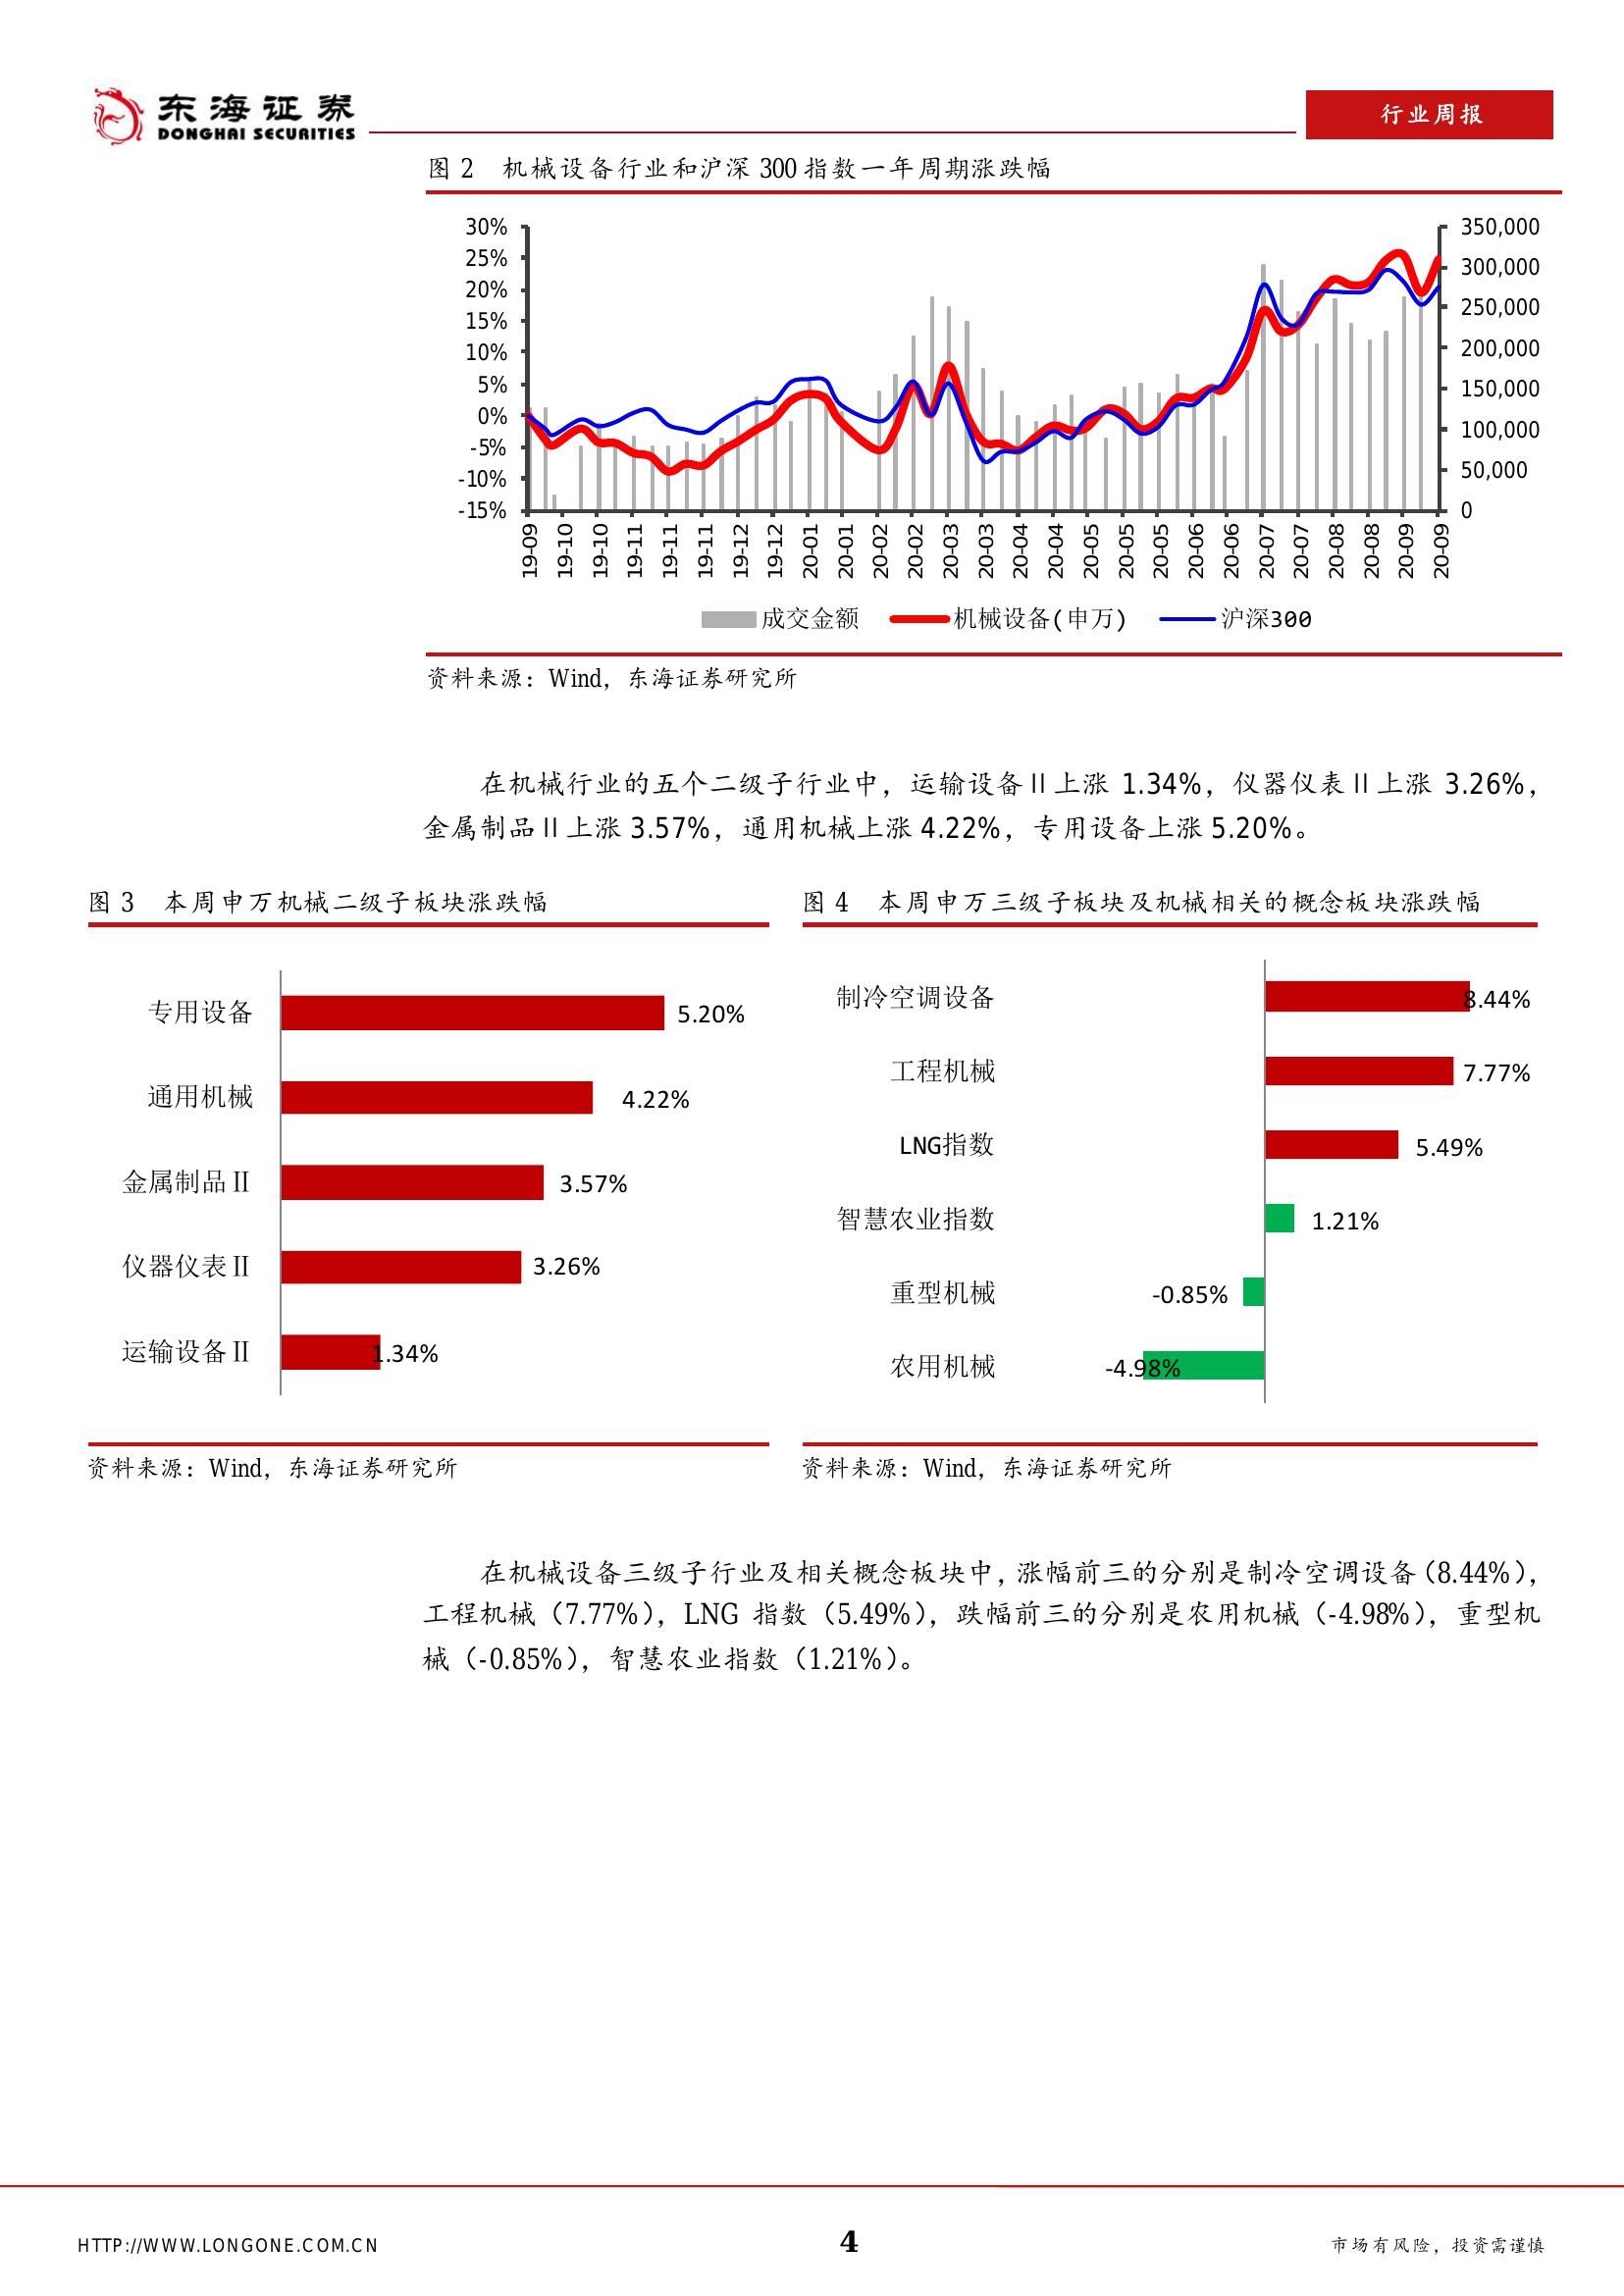 东海证券
DONGHAI SECURITIES
行业周报
图 2 机械设备行业和沪深 300 指数一年周期涨跌幅
30%
25%
20%
15%
10%
5%
0%
-5%
-10%
-15%
350,000
300,000
250,000
200,000
150,000
100,000
50,000
0
19-09
19-10
19-10
19-11
19-11
19-11
19-12
19-12
20-01
20-01
20-02
20-02
20-03
20-03
20-04
20-04
20-05
20-05
20-05
20-06
20-06
20-07
20-07
20-08
20-08
20-09
20-09
成交金额 机械设备(申万) 沪深300
资料来源：Wind，东海证券研究所
在机械行业的五个二级子行业中，运输设备Ⅱ上涨 1.34%，仪器仪表Ⅱ上涨 3.26%，
金属制品Ⅱ上涨 3.57%，通用机械上涨 4.22%，专用设备上涨 5.20%。
图 3 本周申万机械二级子板块涨跌幅
专用设备 5.20%
通用机械 4.22%
金属制品Ⅱ 3.57%
仪器仪表Ⅱ 3.26%
运输设备Ⅱ 1.34%
资料来源：Wind，东海证券研究所
图 4 本周申万三级子板块及机械相关的概念板块涨跌幅
制冷空调设备 8.44%
工程机械 7.77%
LNG指数 5.49%
智慧农业指数 1.21%
重型机械 -0.85%
农用机械 -4.98%
资料来源：Wind，东海证券研究所
在机械设备三级子行业及相关概念板块中，涨幅前三的分别是制冷空调设备（8.44%），
工程机械（7.77%），LNG 指数（5.49%），跌幅前三的分别是农用机械（-4.98%），重型机
械（-0.85%），智慧农业指数（1.21%）。
HTTP://WWW.LONGONE.COM.CN
4
市场有风险，投资需谨慎